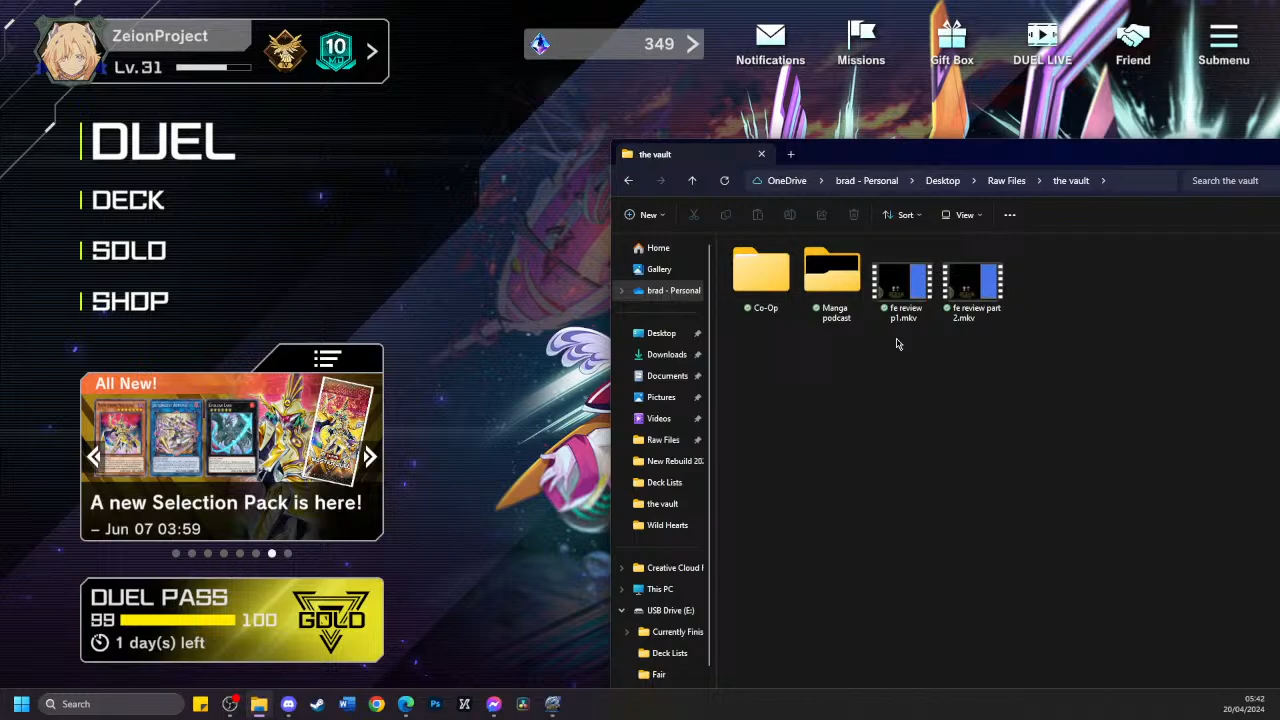 ZeionProject
Lv.31
10
349
Notifications
Missions
Gift Box
DUEL LIVE
Friend
Submenu
DUEL
DECK
SOLO
SHOP
All New!
A new Selection Pack is here!
– Jun 07 03:59
DUEL PASS
99
100
GOLD
1 day(s) left
the vault
OneDrive
brad - Personal
Desktop
Raw Files
the vault
Search the vault
New
Sort
View
Home
Gallery
brad - Personal
Desktop
Downloads
Documents
Pictures
Videos
Raw Files
Deck Lists
the vault
Wild Hearts
Creative Cloud F
This PC
USB Drive (E:)
Currently Finis
Deck Lists
Fair
Co-Op
Manga
podcast
fe review
p1.mkv
fe review part
2.mkv
Search
05:42
20/04/2024